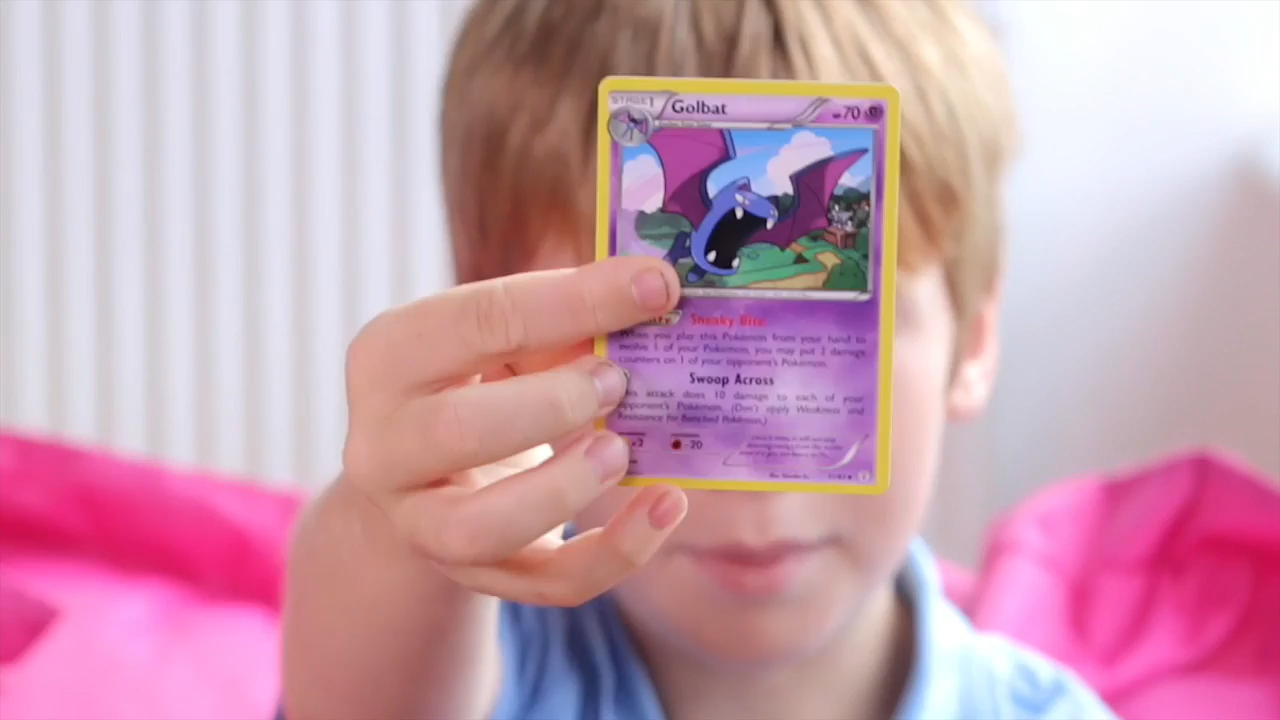 STAGE 1 Golbat HP 70
Sneaky Bite
When you play this Pokémon from your hand to
evolve 1 of your Pokémon, you may put 2 damage
counters on 1 of your opponent's Pokémon.
Swoop Across
This attack does 10 damage to each of your
opponent's Pokémon. (Don't apply Weakness and
Resistance for Benched Pokémon.)
x2 -20